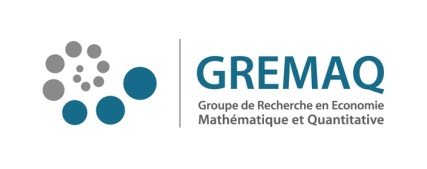 GREMAQ
Groupe de Recherche en Economie
Mathématique et Quantitative